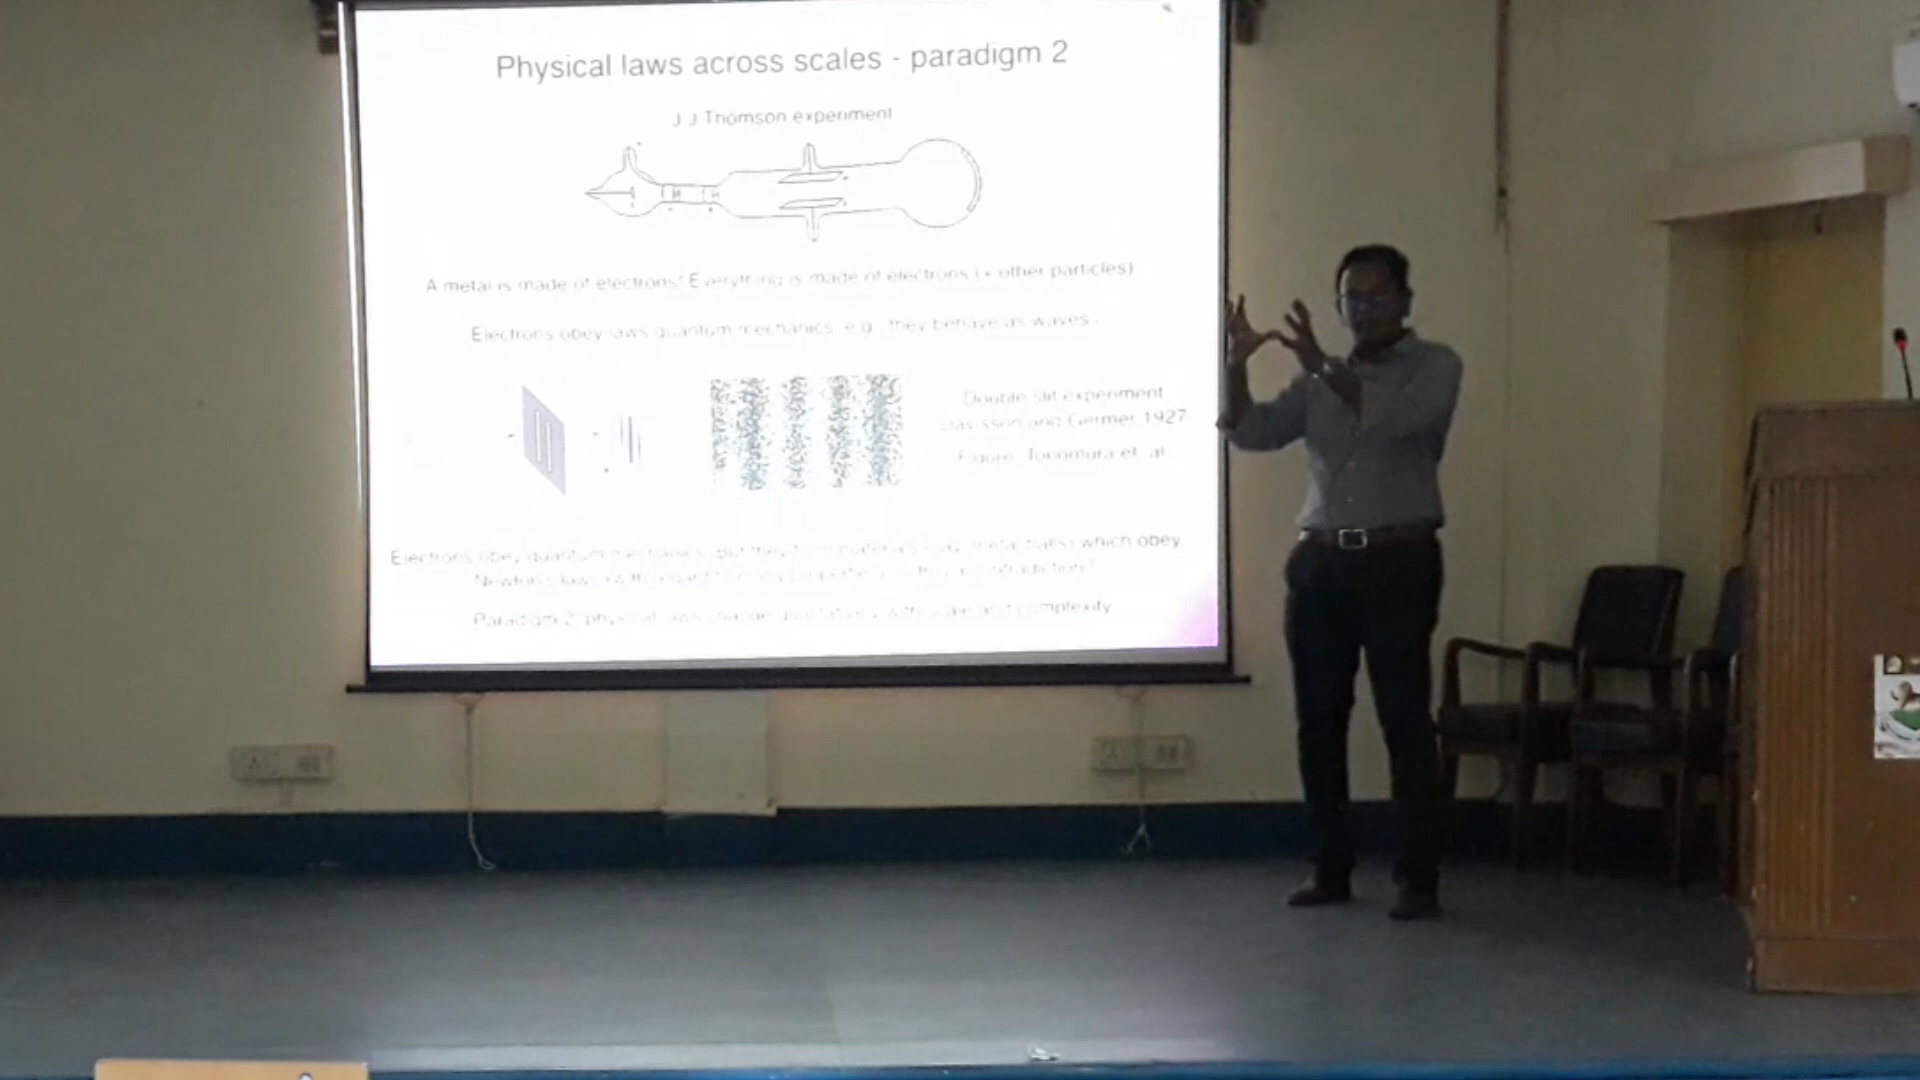 Physical laws across scales - paradigm 2
J J Thomson experiment
A metal is made of electrons! Everything is made of electrons (+ other particles)
Electrons obey laws quantum mechanics, e.g., they behave as waves.
Double slit experiment
Davisson and Germer 1927
Figure: Tonomura et. al.
Electrons obey quantum mechanics. But they form materials which obey
Newton's laws with
Paradigm 2: physical laws change qualitatively with scale and complexity